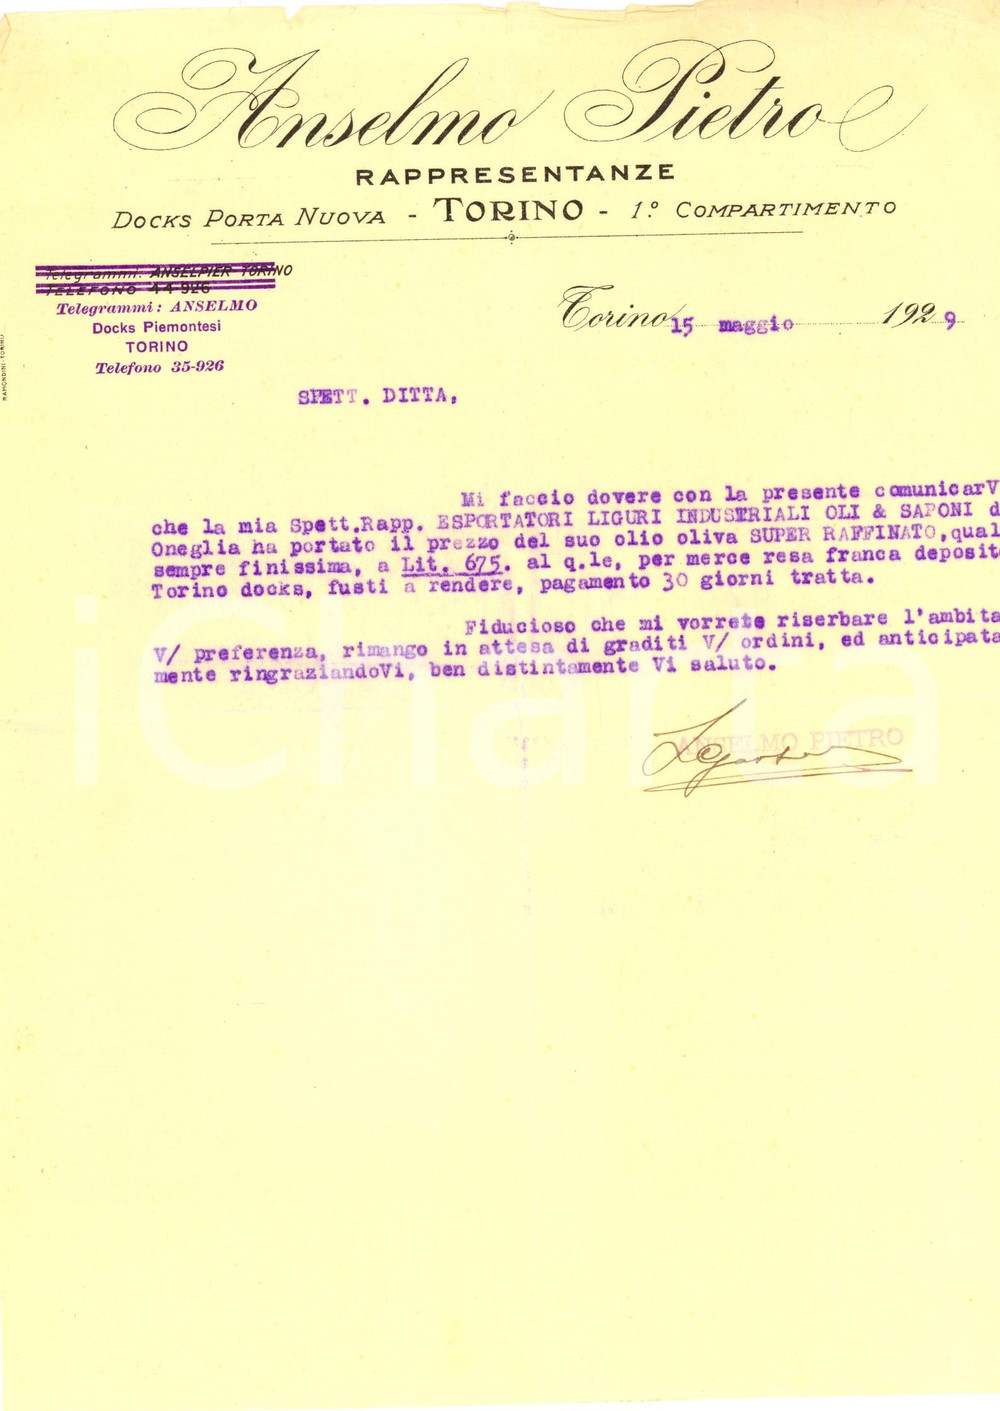 Anselmo Pietro
RAPPRESENTANZE
DOCKS PORTA NUOVA - TORINO - 1.º COMPARTIMENTO
Telegrammi: ANSELPIER TORINO
TELEFONO 44-926
Telegrammi: ANSELMO
Docks Piemontesi
TORINO
Telefono 35-926
Torino 15 maggio 1929
RAMONDINI-TORINO
SPETT. DITTA,
Mi faccio dovere con la presente comunicarV
che la mia Spett.Rapp. ESPORTATORI LIGURI INDUSTRIALI OLI & SAPONI d
Oneglia ha portato il prezzo del suo olio oliva SUPER RAFFINATO,qual
sempre finissima, a Lit. 675. al q.le, per merce resa franca deposito
Torino docks, fusti a rendere, pagamento 30 giorni tratta.
Fiducioso che mi vorrete riserbare l'ambita
V/ preferenza, rimango in attesa di graditi V/ ordini, ed anticipata
mente ringraziandoVi, ben distintamente Vi saluto.
ANSELMO PIETRO
iCharta